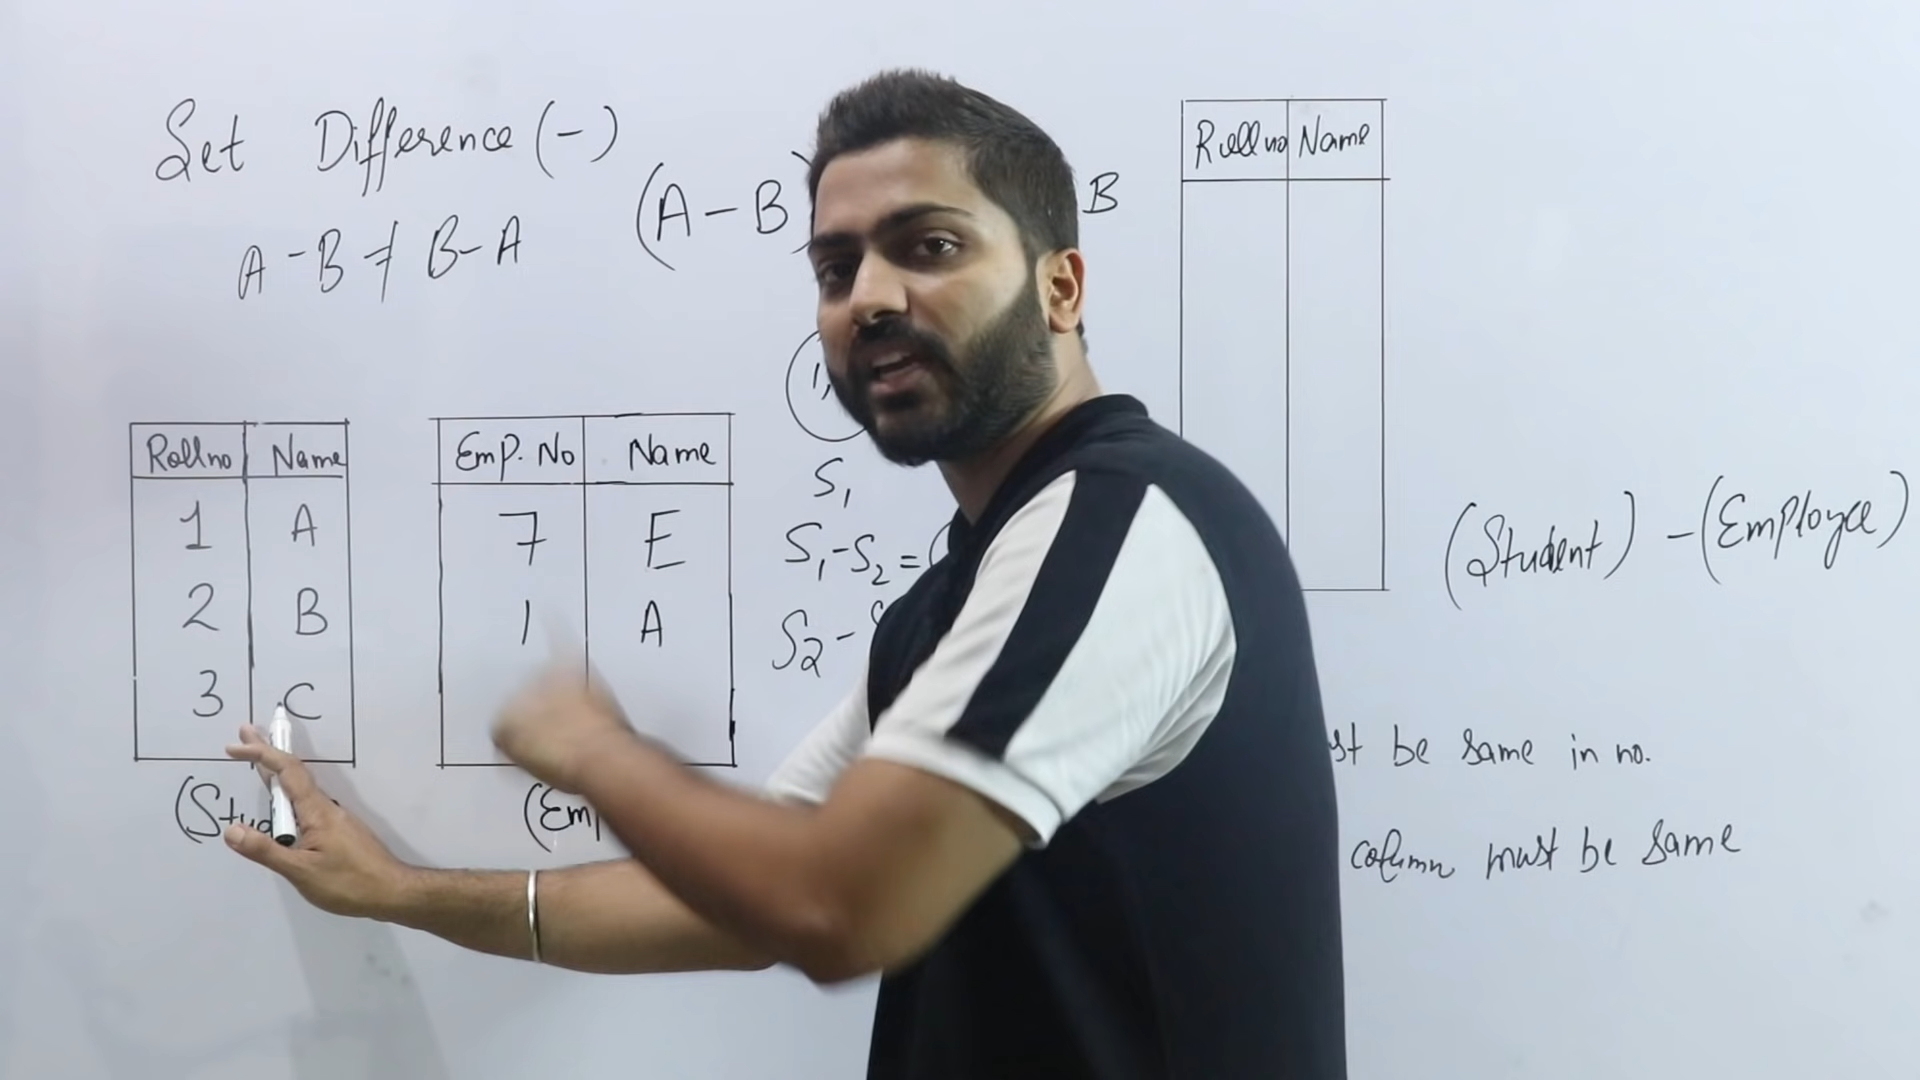 Set Difference (-)
A - B ≠ B - A
(A - B)
B
Rollno Name
Rollno Name
1 A
2 B
3 C
Emp. No Name
7 E
1 A
S1
S1 - S2 = (
S2 -
(Student) - (Employee)
be same in no.
column must be same